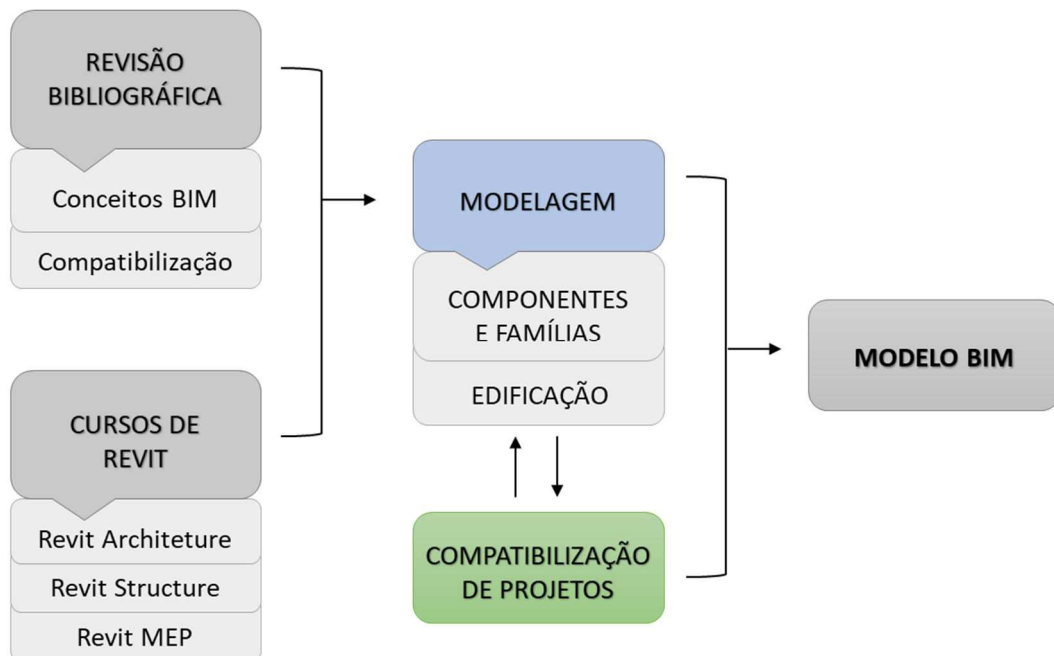 REVISÃO
BIBLIOGRÁFICA
Conceitos BIM
Compatibilização
CURSOS DE
REVIT
Revit Architeture
Revit Structure
Revit MEP
MODELAGEM
COMPONENTES
E FAMÍLIAS
EDIFICAÇÃO
COMPATIBILIZAÇÃO
DE PROJETOS
MODELO BIM